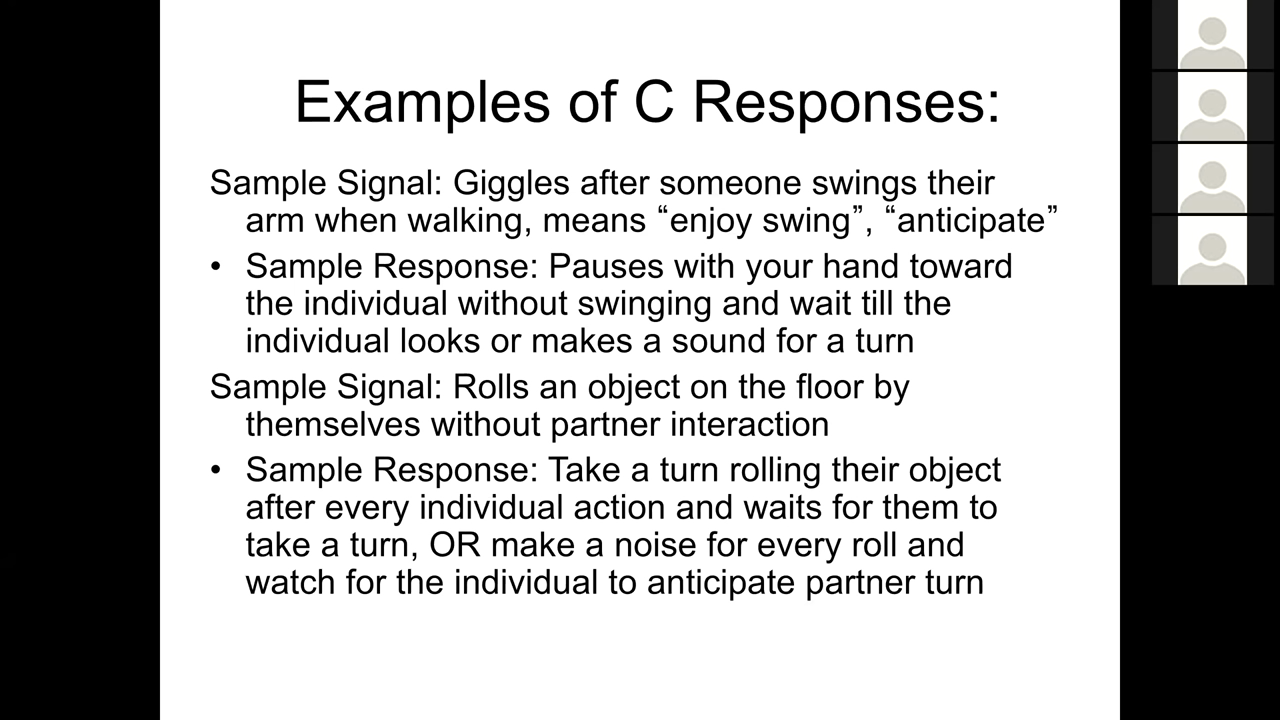 Examples of C Responses:
Sample Signal: Giggles after someone swings their
arm when walking, means “enjoy swing”, “anticipate”
• Sample Response: Pauses with your hand toward
the individual without swinging and wait till the
individual looks or makes a sound for a turn
Sample Signal: Rolls an object on the floor by
themselves without partner interaction
• Sample Response: Take a turn rolling their object
after every individual action and waits for them to
take a turn, OR make a noise for every roll and
watch for the individual to anticipate partner turn